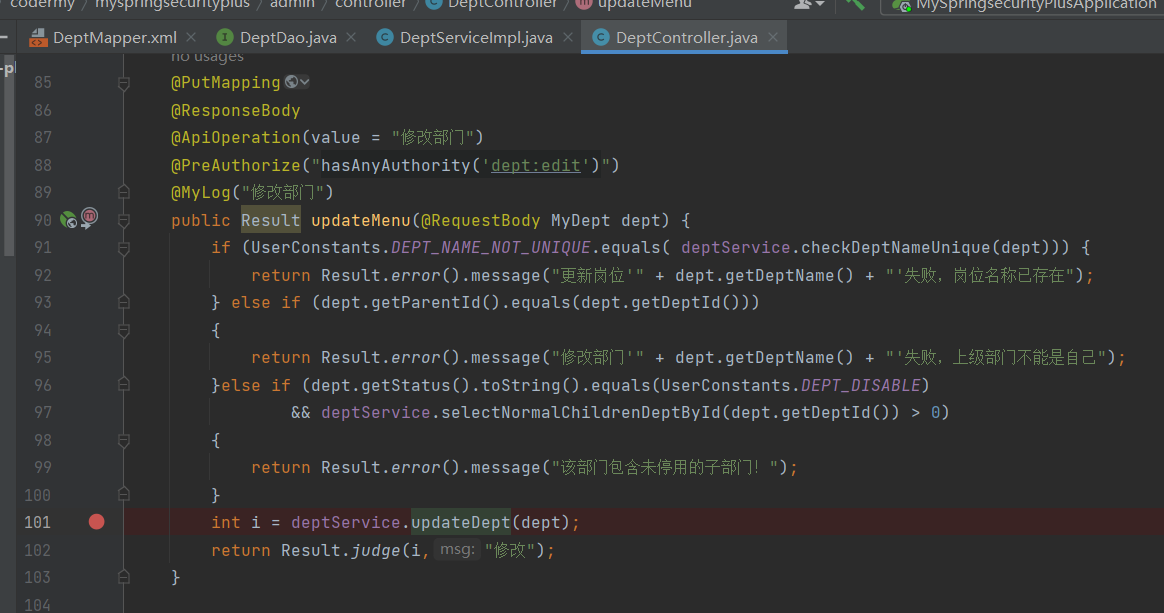 codermy / myspringsecurityplus / admin / controller / DeptController / updateMenu MySpringsecurityPlusApplication
DeptMapper.xml DeptDao.java DeptServiceImpl.java DeptController.java
no usages
85 @PutMapping
86 @ResponseBody
87 @ApiOperation(value = "修改部门")
88 @PreAuthorize("hasAnyAuthority('dept:edit')")
89 @MyLog("修改部门")
90 public Result updateMenu(@RequestBody MyDept dept) {
91 if (UserConstants.DEPT_NAME_NOT_UNIQUE.equals( deptService.checkDeptNameUnique(dept))) {
92 return Result.error().message("更新岗位'" + dept.getDeptName() + "'失败，岗位名称已存在");
93 } else if (dept.getParentId().equals(dept.getDeptId()))
94 {
95 return Result.error().message("修改部门'" + dept.getDeptName() + "'失败，上级部门不能是自己");
96 }else if (dept.getStatus().toString().equals(UserConstants.DEPT_DISABLE)
97 && deptService.selectNormalChildrenDeptById(dept.getDeptId()) > 0)
98 {
99 return Result.error().message("该部门包含未停用的子部门！");
100 }
101 int i = deptService.updateDept(dept);
102 return Result.judge(i, msg: "修改");
103 }
104